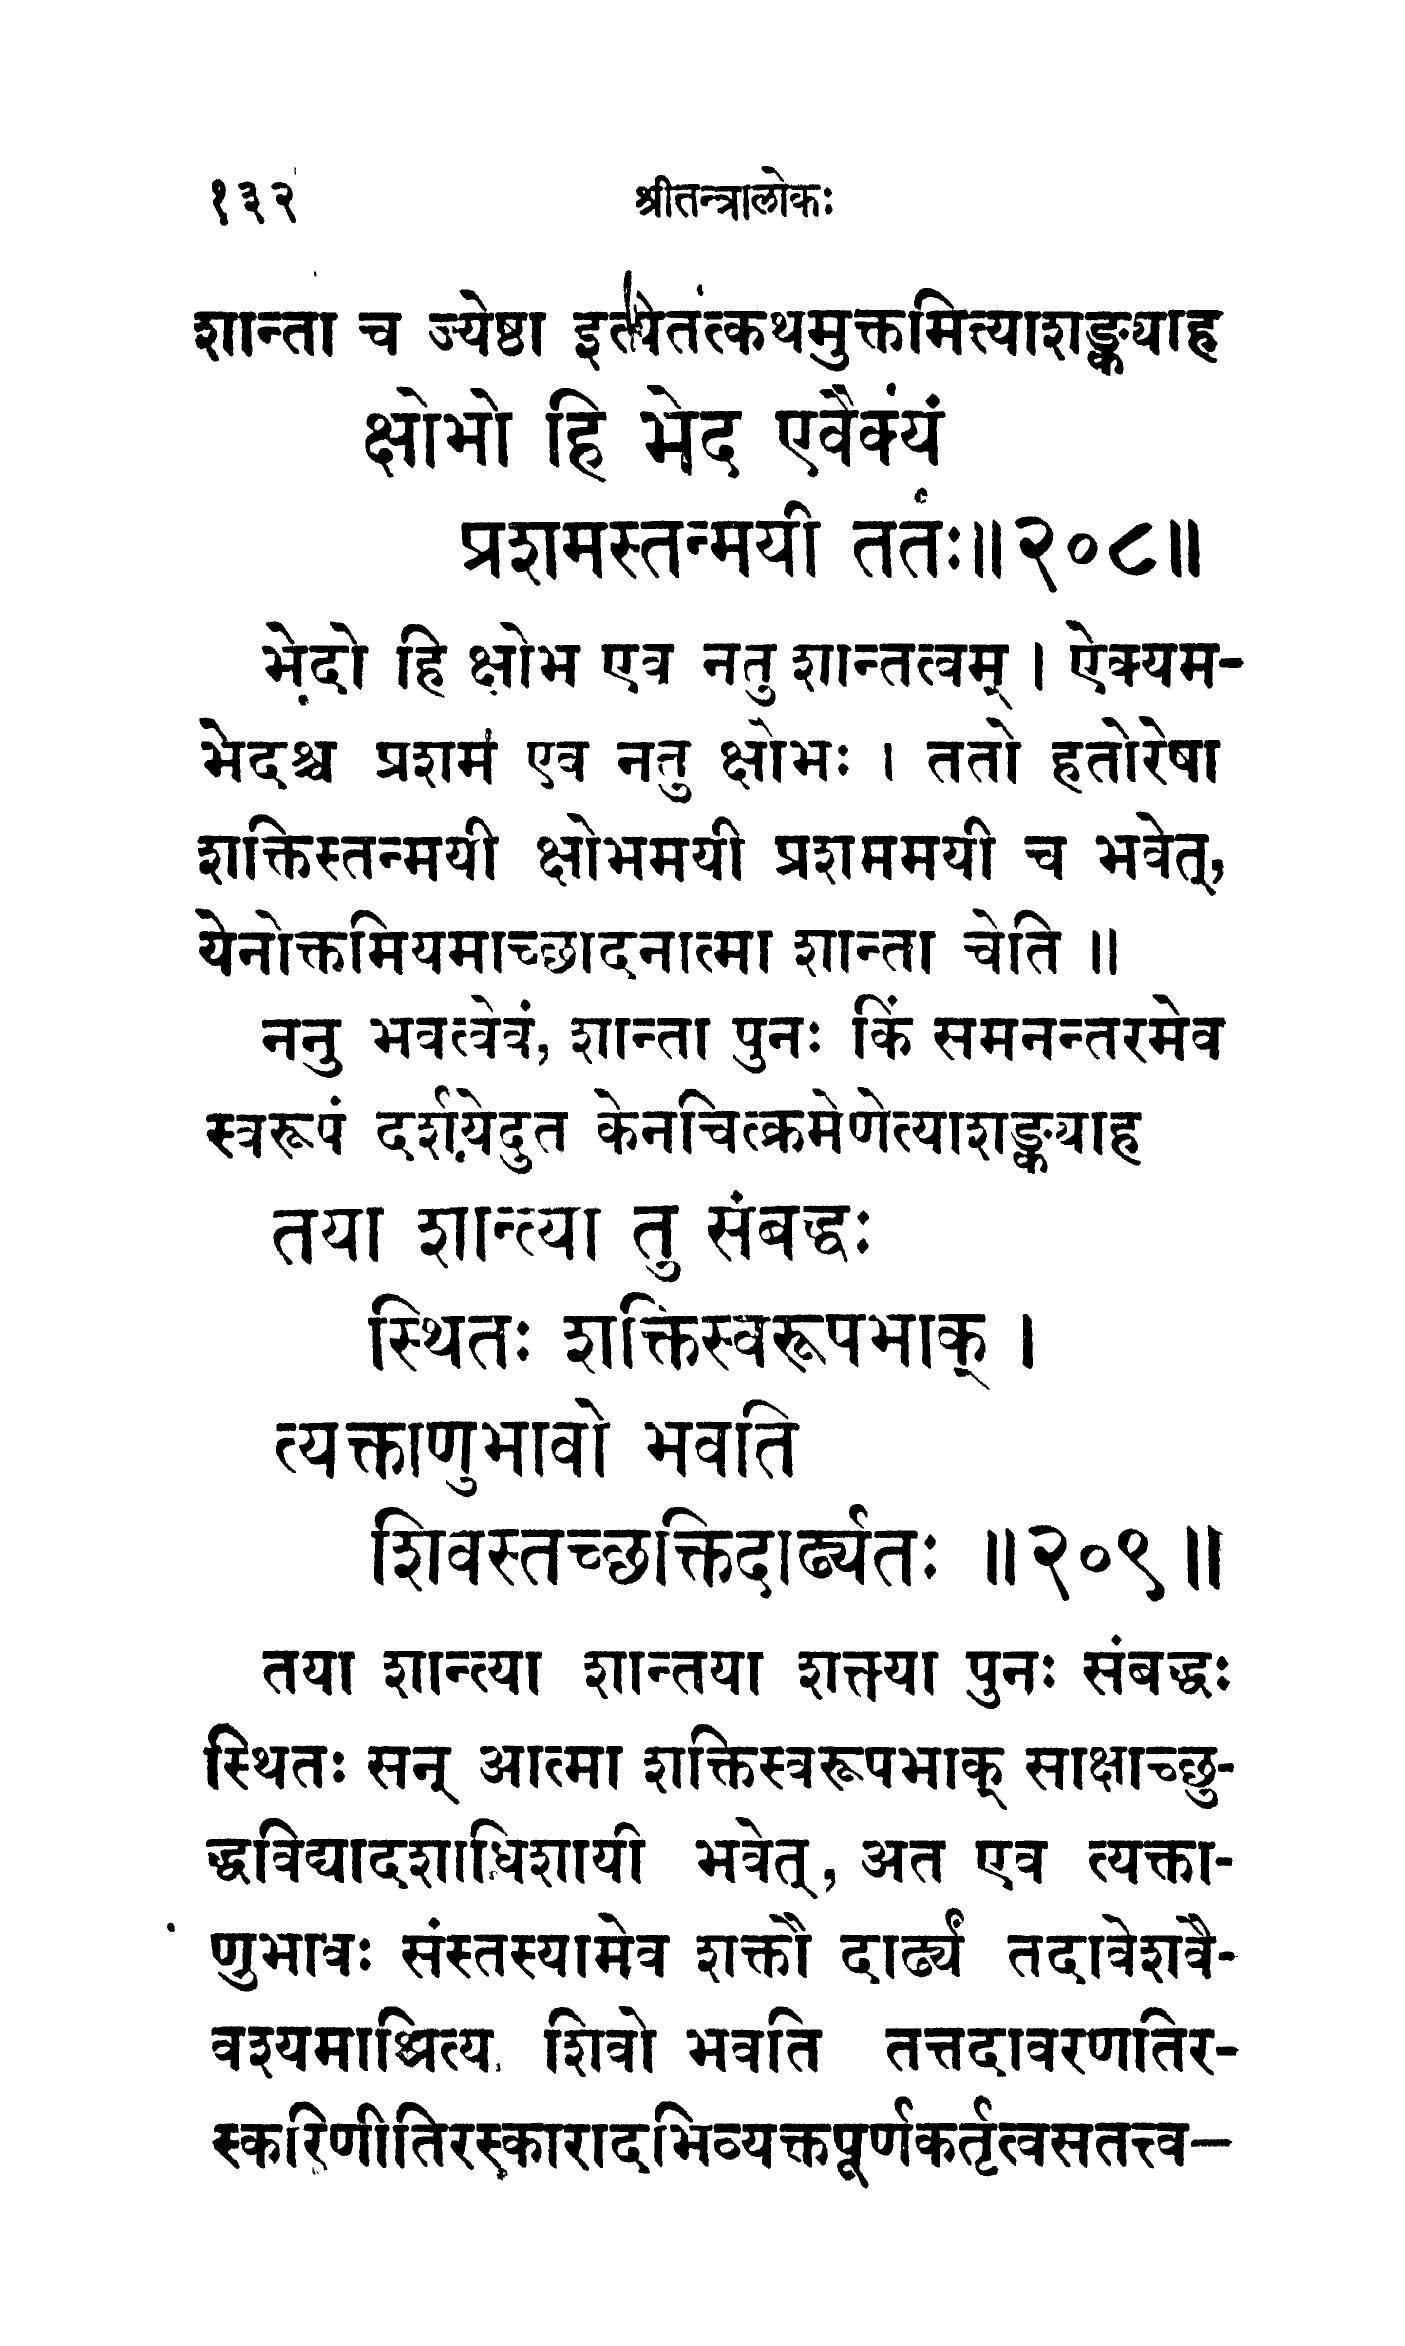 १३२ श्रीतन्त्रालोकः
शान्ता च ज्येष्ठा इत्येतत्कथमुक्तमित्याशङ्क्याह
क्षोभो हि भेद एवैक्यं
प्रशमस्तन्मयी ततः॥२०८॥
भेदो हि क्षोभ एव नतु शान्तत्वम् । ऐक्यम-
भेदश्च प्रशम एव नतु क्षोभः । ततो हतोरेषा
शक्तिस्तन्मयी क्षोभमयी प्रशममयी च भवेत्,
येनोक्तमियमाच्छादनात्मा शान्ता चेति ॥
ननु भवत्वेवं, शान्ता पुनः किं समनन्तरमेव
स्वरूपं दर्शयेदुत केनचित्क्रमेणेत्याशङ्क्याह
तया शान्त्या तु संबद्धः
स्थितः शक्तिस्वरूपभाक् ।
त्यक्ताणुभावो भवति
शिवस्तच्छक्तिदार्ढ्यतः ॥२०९॥
तया शान्त्या शान्तया शक्त्या पुनः संबद्धः
स्थितः सन् आत्मा शक्तिस्वरूपभाक् साक्षाच्छु-
द्धविद्यादशाधिशायी भवेत्, अत एव त्यक्ता-
णुभावः संस्तस्यामेव शक्तौ दार्ढ्यं तदावेशवै-
वश्यमाश्रित्य शिवो भवति तत्तदावरणतिर-
स्करिणीतिरस्कारादभिव्यक्तपूर्णकर्तृत्वसतत्त्व–